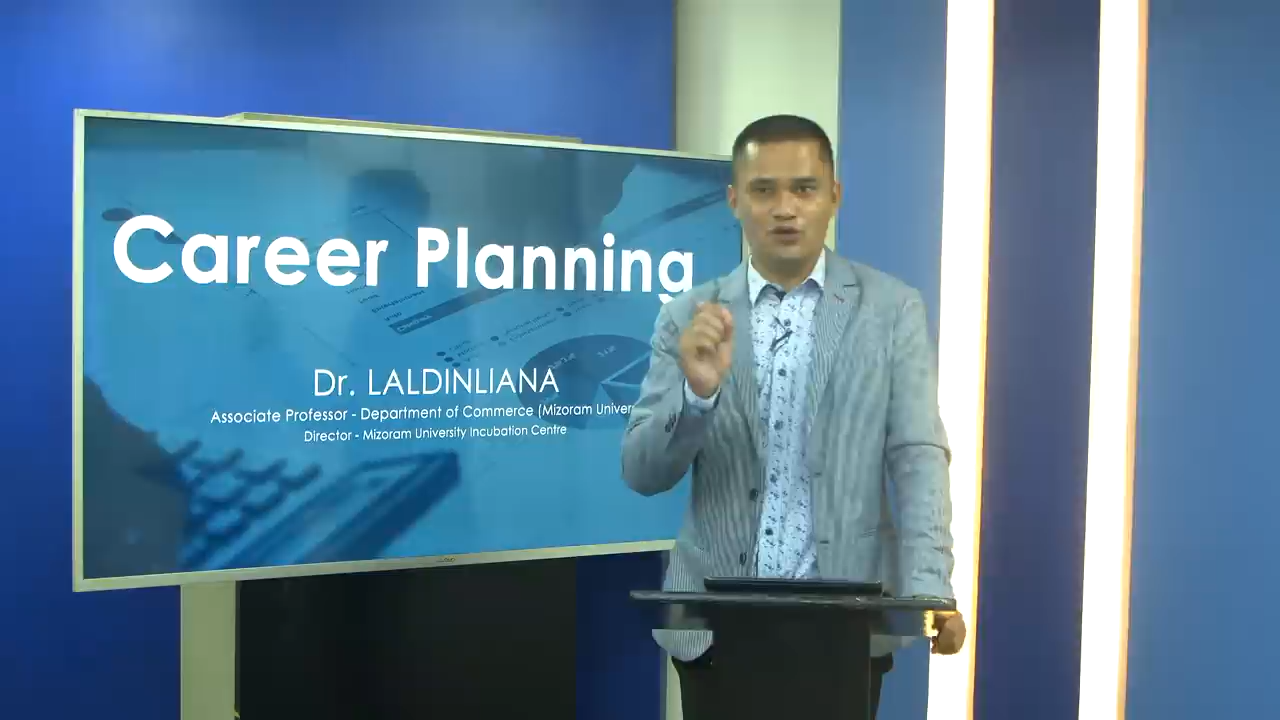 Career Planning
Dr. LALDINLIANA
Associate Professor - Department of Commerce (Mizoram Univer
Director - Mizoram University Incubation Centre